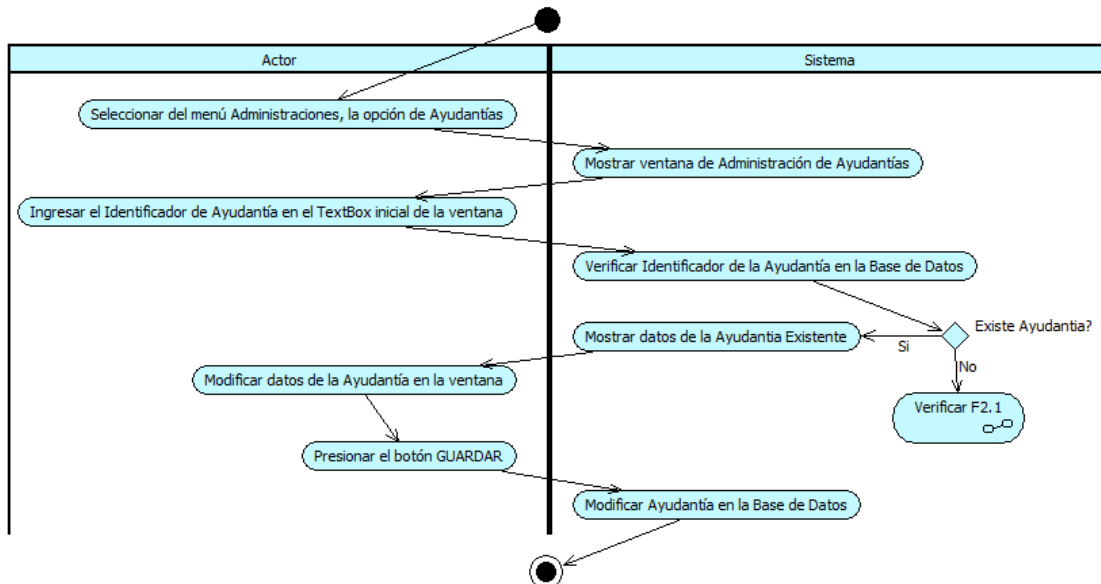 Actor
Sistema
Seleccionar del menú Administraciones, la opción de Ayudantías
Mostrar ventana de Administración de Ayudantías
Ingresar el Identificador de Ayudantía en el TextBox inicial de la ventana
Verificar Identificador de la Ayudantía en la Base de Datos
Existe Ayudantia?
Mostrar datos de la Ayudantia Existente
Si
No
Modificar datos de la Ayudantía en la ventana
Verificar F2.1
Presionar el botón GUARDAR
Modificar Ayudantía en la Base de Datos